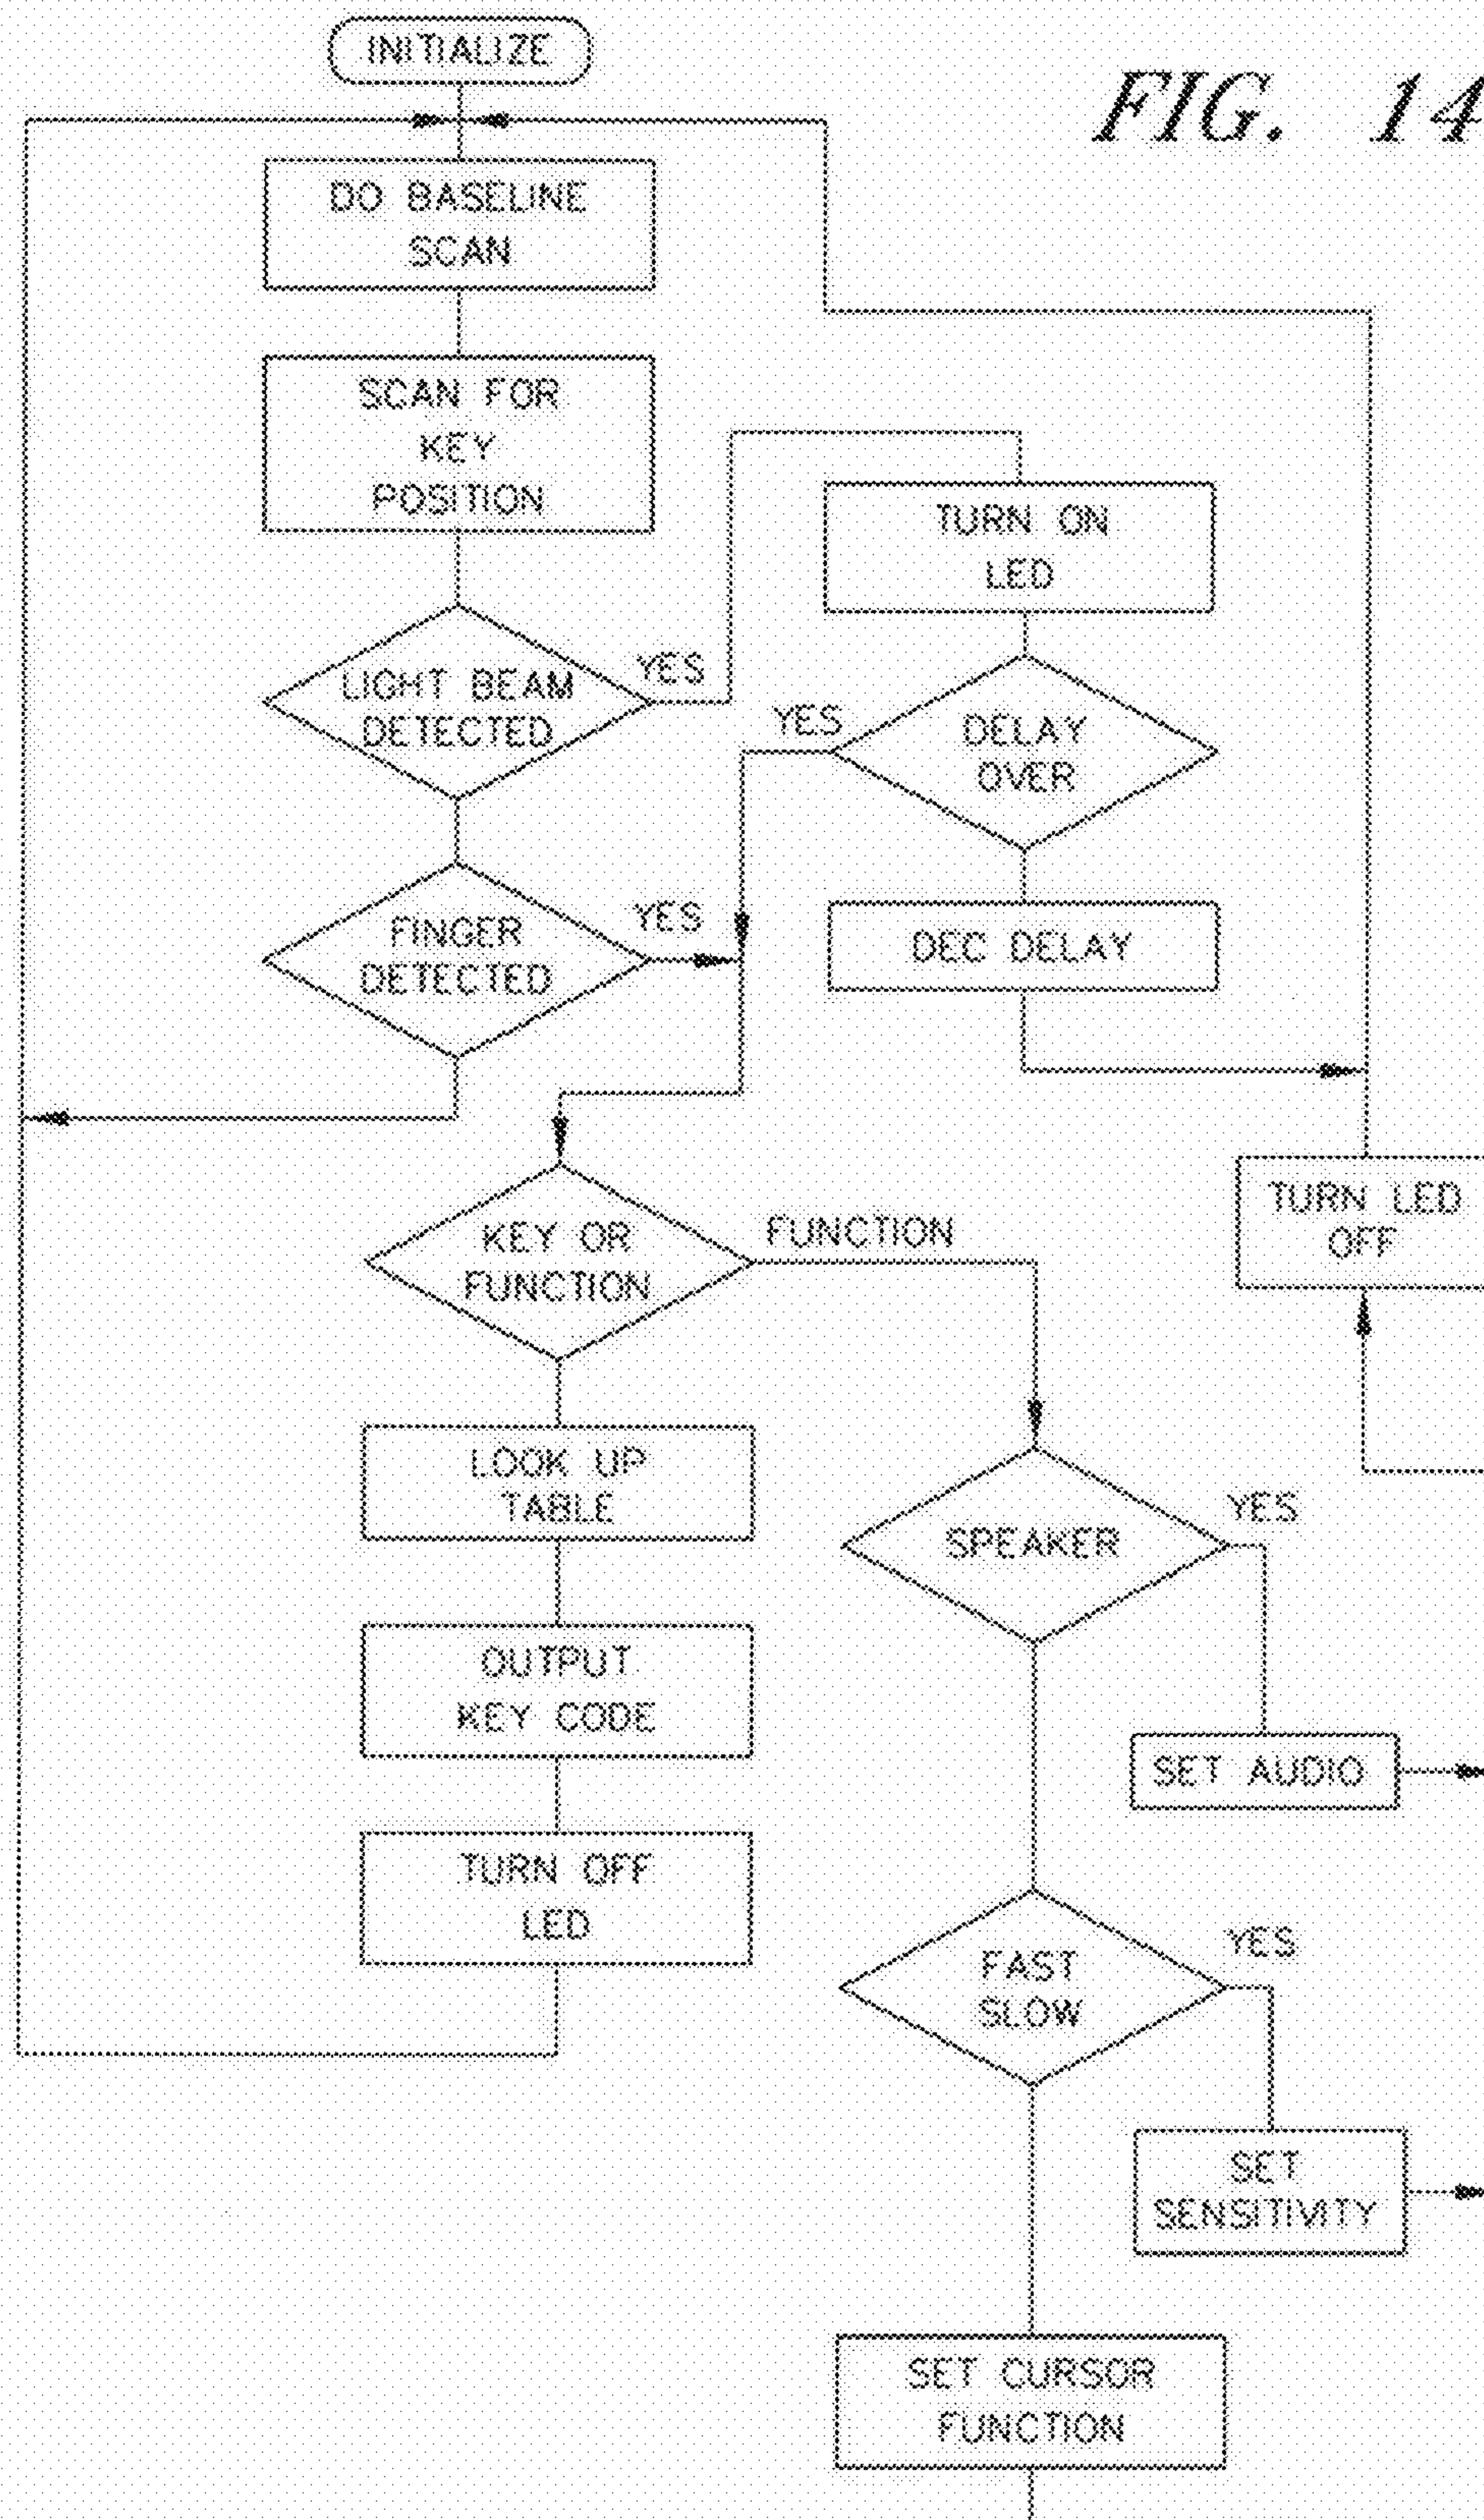 INITIALIZE
FIG. 14
DO BASELINE
SCAN
SCAN FOR
KEY
POSITION
TURN ON
LED
LIGHT BEAM
DETECTED
YES
YES
DELAY
OVER
FINGER
DETECTED
YES
DEC DELAY
KEY OR
FUNCTION
FUNCTION
TURN LED
OFF
LOOK UP
TABLE
SPEAKER
YES
OUTPUT
KEY CODE
SET AUDIO
TURN OFF
LED
FAST
SLOW
YES
SET
SENSITIVITY
SET CURSOR
FUNCTION